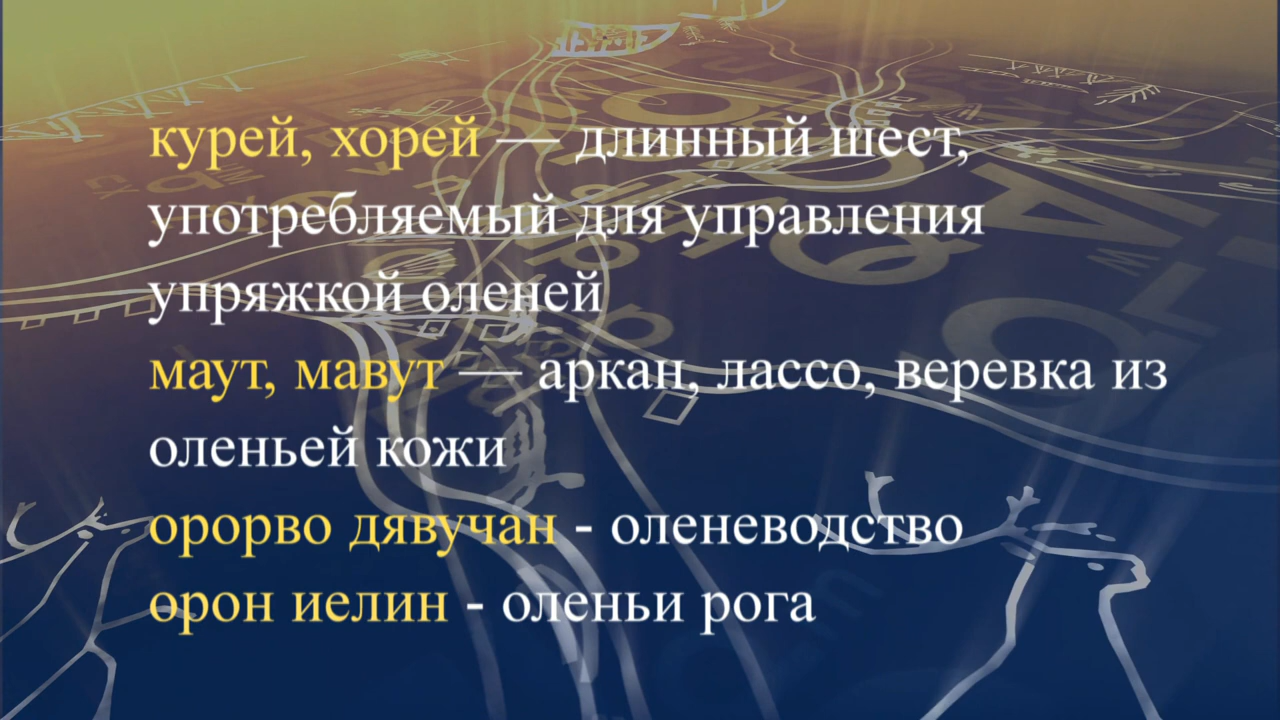 курей, хорей — длинный шест,
употребляемый для управления
упряжкой оленей
маут, мавут — аркан, лассо, веревка из
оленьей кожи
орорво дявучан - оленеводство
орон иелин - оленьи рога